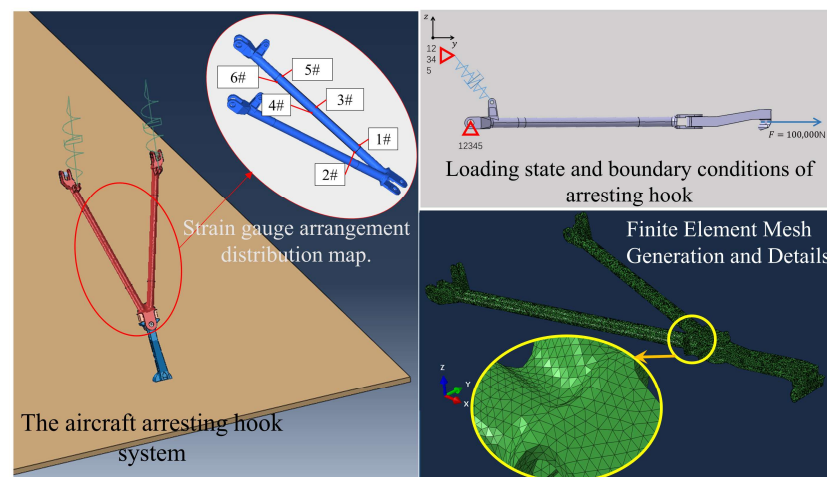 6#
5#
4#
3#
1#
2#
Strain gauge arrangement
distribution map.
The aircraft arresting hook
system
z
y
12
34
5
12345
F = 100,000N
Loading state and boundary conditions of
arresting hook
Finite Element Mesh
Generation and Details
Z
Y
X